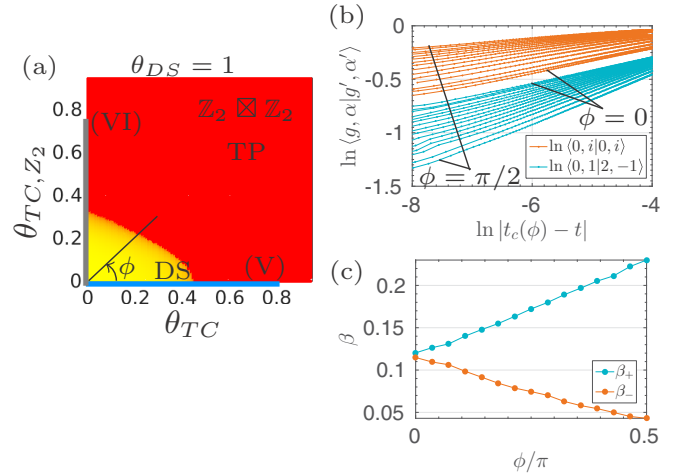 (a)
θ_DS = 1
ℤ₂ ⊠ ℤ₂
TP
(VI)
DS
(V)
ϕ
0.8
0.6
0.4
0.2
0
0
0.2
0.4
0.6
0.8
θ_TC, Z₂
θ_TC
(b)
0
-0.5
-1
-1.5
-8
-6
-4
ln⟨g, α|g′, α′⟩
ln |t_c(ϕ) − t|
ϕ = 0
ϕ = π/2
ln ⟨0, i|0, i⟩
ln ⟨0, 1|2, −1⟩
(c)
0.2
0.15
0.1
0.05
0
0.5
β
ϕ/π
β₊
β₋